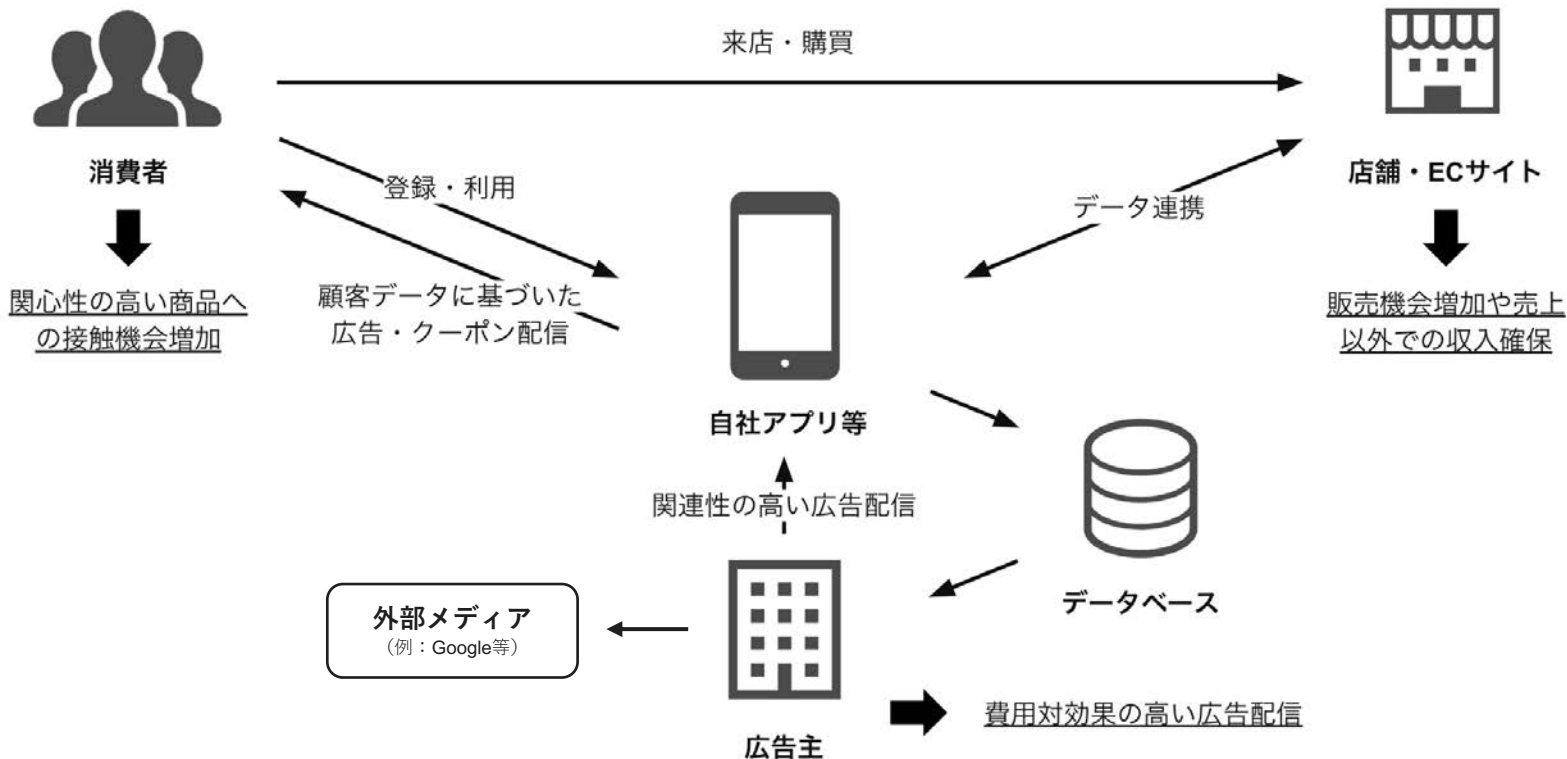 来店・購買
消費者
店舗・ECサイト
登録・利用
データ連携
関心性の高い商品へ
の接触機会増加
顧客データに基づいた
広告・クーポン配信
販売機会増加や売上
以外での収入確保
自社アプリ等
関連性の高い広告配信
データベース
外部メディア
（例：Google等）
費用対効果の高い広告配信
広告主